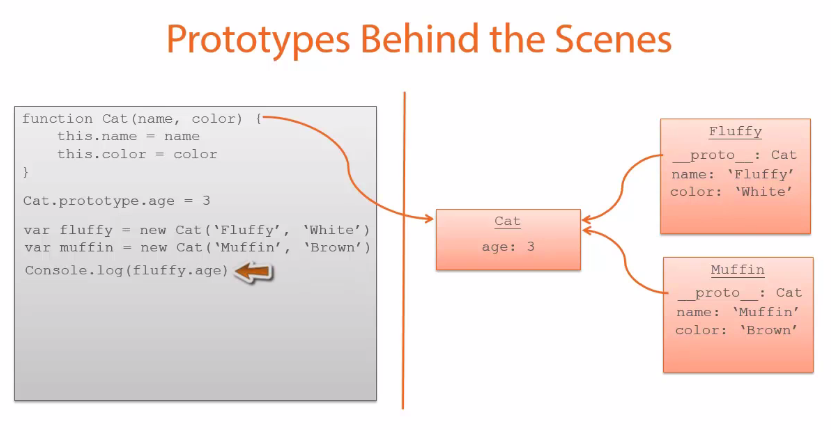 Prototypes Behind the Scenes
function Cat(name, color) {
this.name = name
this.color = color
}
Cat.prototype.age = 3
var fluffy = new Cat(‘Fluffy’, ‘White’)
var muffin = new Cat(‘Muffin’, ‘Brown’)
Console.log(fluffy.age)
Cat
age: 3
Fluffy
__proto__: Cat
name: ‘Fluffy’
color: ‘White’
Muffin
__proto__: Cat
name: ‘Muffin’
color: ‘Brown’